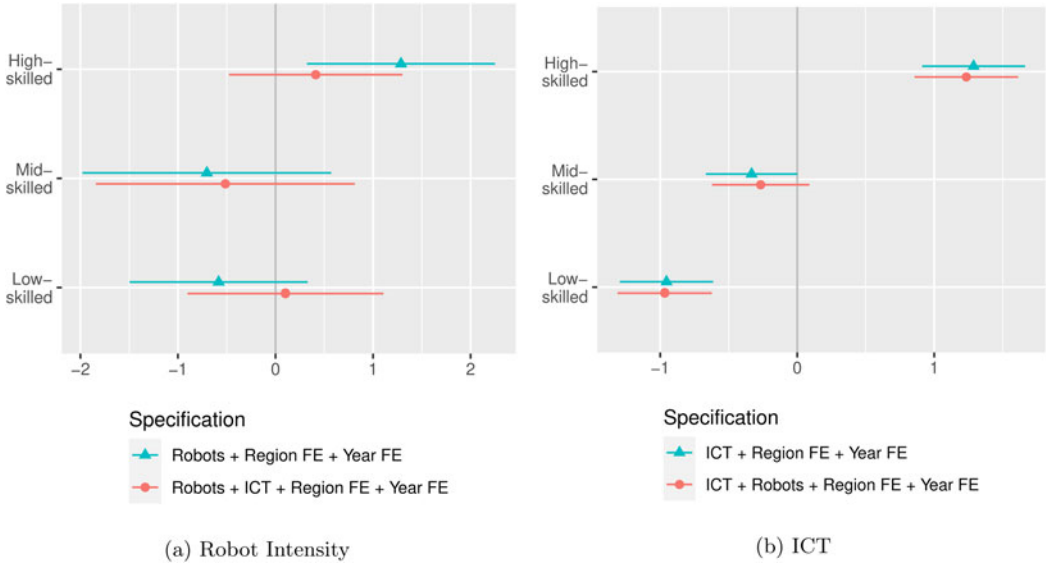 High–
skilled
Mid–
skilled
Low–
skilled
−2 −1 0 1 2
Specification
Robots + Region FE + Year FE
Robots + ICT + Region FE + Year FE
(a) Robot Intensity
High–
skilled
Mid–
skilled
Low–
skilled
−1 0 1
Specification
ICT + Region FE + Year FE
ICT + Robots + Region FE + Year FE
(b) ICT